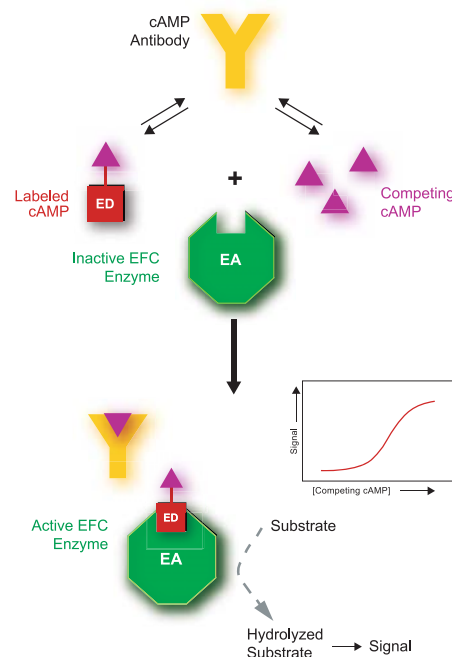 cAMP
Antibody
Labeled
cAMP
ED
+
Competing
cAMP
Inactive EFC
Enzyme
EA
Signal
[Competing cAMP]
ED
Active EFC
Enzyme
EA
Substrate
Hydrolyzed
Substrate
Signal